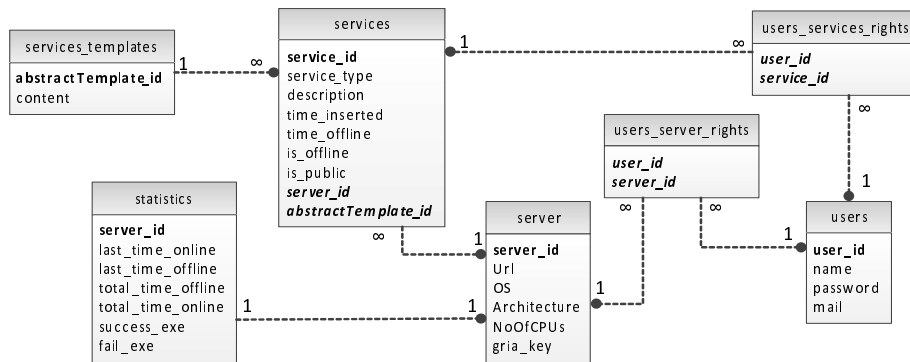 services_templates
abstractTemplate_id
content
1
∞
services
service_id
service_type
description
time_inserted
time_offline
is_offline
is_public
server_id
abstractTemplate_id
1
∞
users_services_rights
user_id
service_id
∞
1
users_server_rights
user_id
server_id
∞
∞
1
1
statistics
server_id
last_time_online
last_time_offline
total_time_offline
total_time_online
success_exe
fail_exe
1
1
∞
1
server
server_id
Url
OS
Architecture
NoOfCPUs
gria_key
users
user_id
name
password
mail